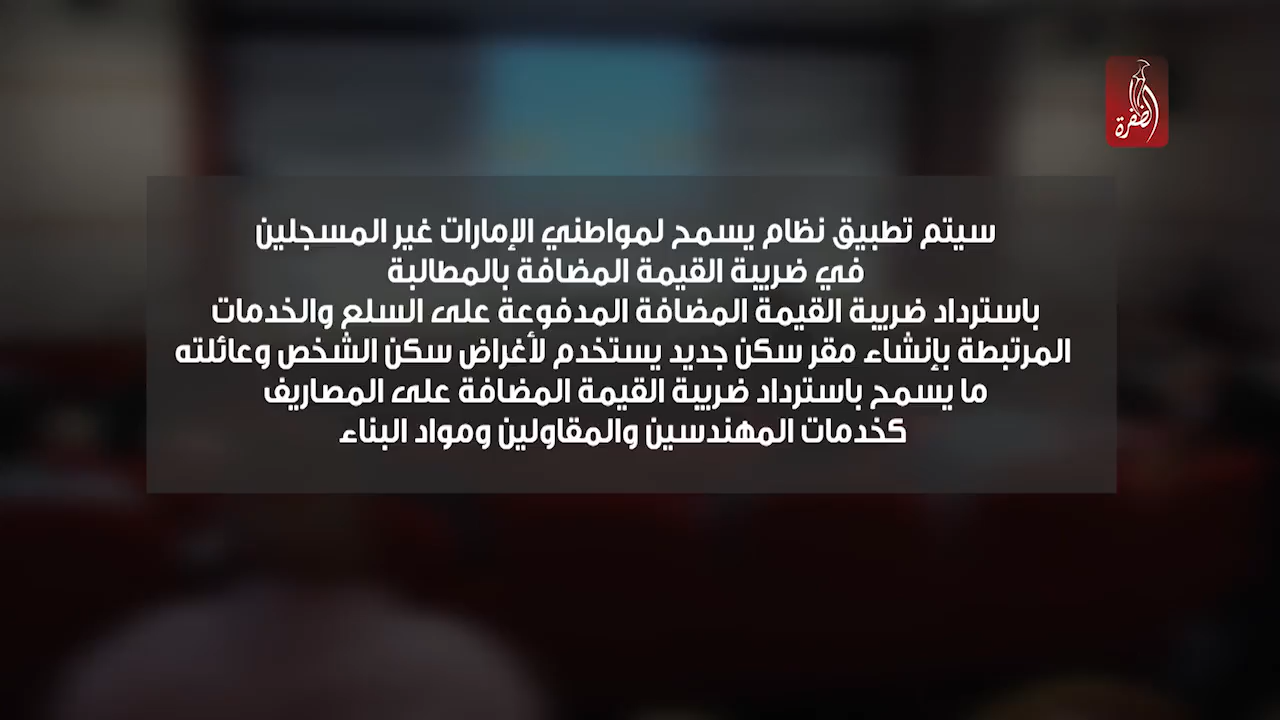 الظفرة
سيتم تطبيق نظام يسمح لمواطني الإمارات غير المسجلين
في ضريبة القيمة المضافة بالمطالبة
باسترداد ضريبة القيمة المضافة المدفوعة على السلع والخدمات
المرتبطة بإنشاء مقر سكن جديد يستخدم لأغراض سكن الشخص وعائلته
ما يسمح باسترداد ضريبة القيمة المضافة على المصاريف
كخدمات المهندسين والمقاولين ومواد البناء